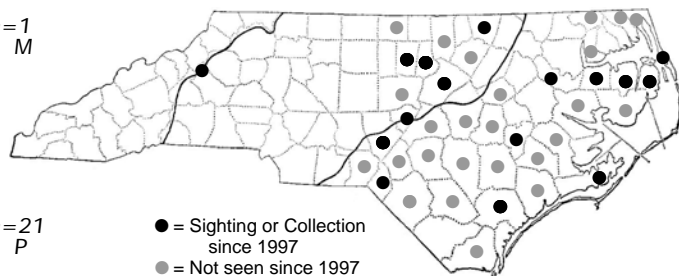 =1
M
=21
P
● = Sighting or Collection
since 1997
● = Not seen since 1997